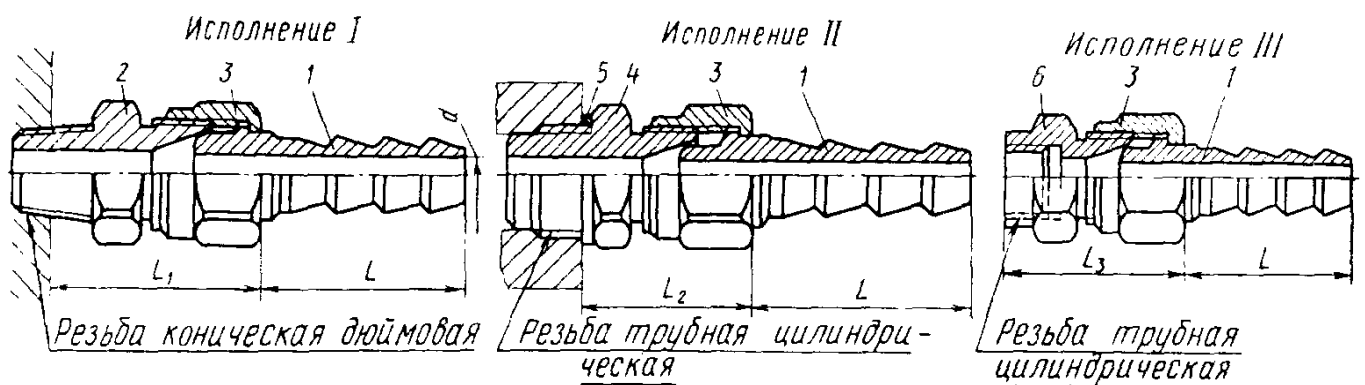 Исполнение I
Исполнение II
Исполнение III
2 3 1
5 4 3 1
6 3 1
d
L₁ L
L₂ L
L₃ L
Резьба коническая дюймовая
Резьба трубная цилиндри-
ческая
Резьба трубная
цилиндрическая